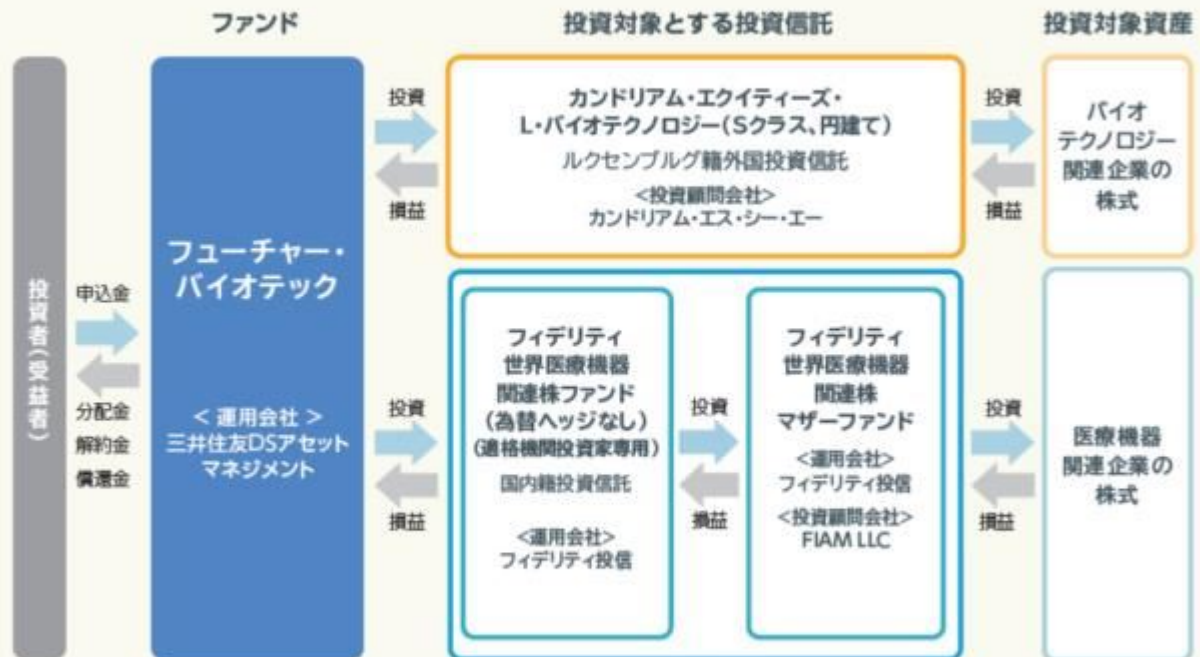 ファンド
投資対象とする投資信託
投資対象資産
投資者(受益者)
申込金
分配金
解約金
償還金
フューチャー・
バイオテック
<運用会社>
三井住友DSアセット
マネジメント
投資
損益
カンドリアム・エクイティーズ・
L・バイオテクノロジー(Sクラス、円建て)
ルクセンブルグ籍外国投資信託
<投資顧問会社>
カンドリアム・エス・シー・エー
投資
損益
バイオ
テクノロジー
関連企業の
株式
投資
損益
フィデリティ
世界医療機器
関連株ファンド
(為替ヘッジなし)
(適格機関投資家専用)
国内籍投資信託
<運用会社>
フィデリティ投信
投資
損益
フィデリティ
世界医療機器
関連株
マザーファンド
<運用会社>
フィデリティ投信
<投資顧問会社>
FIAM LLC
投資
損益
医療機器
関連企業の
株式